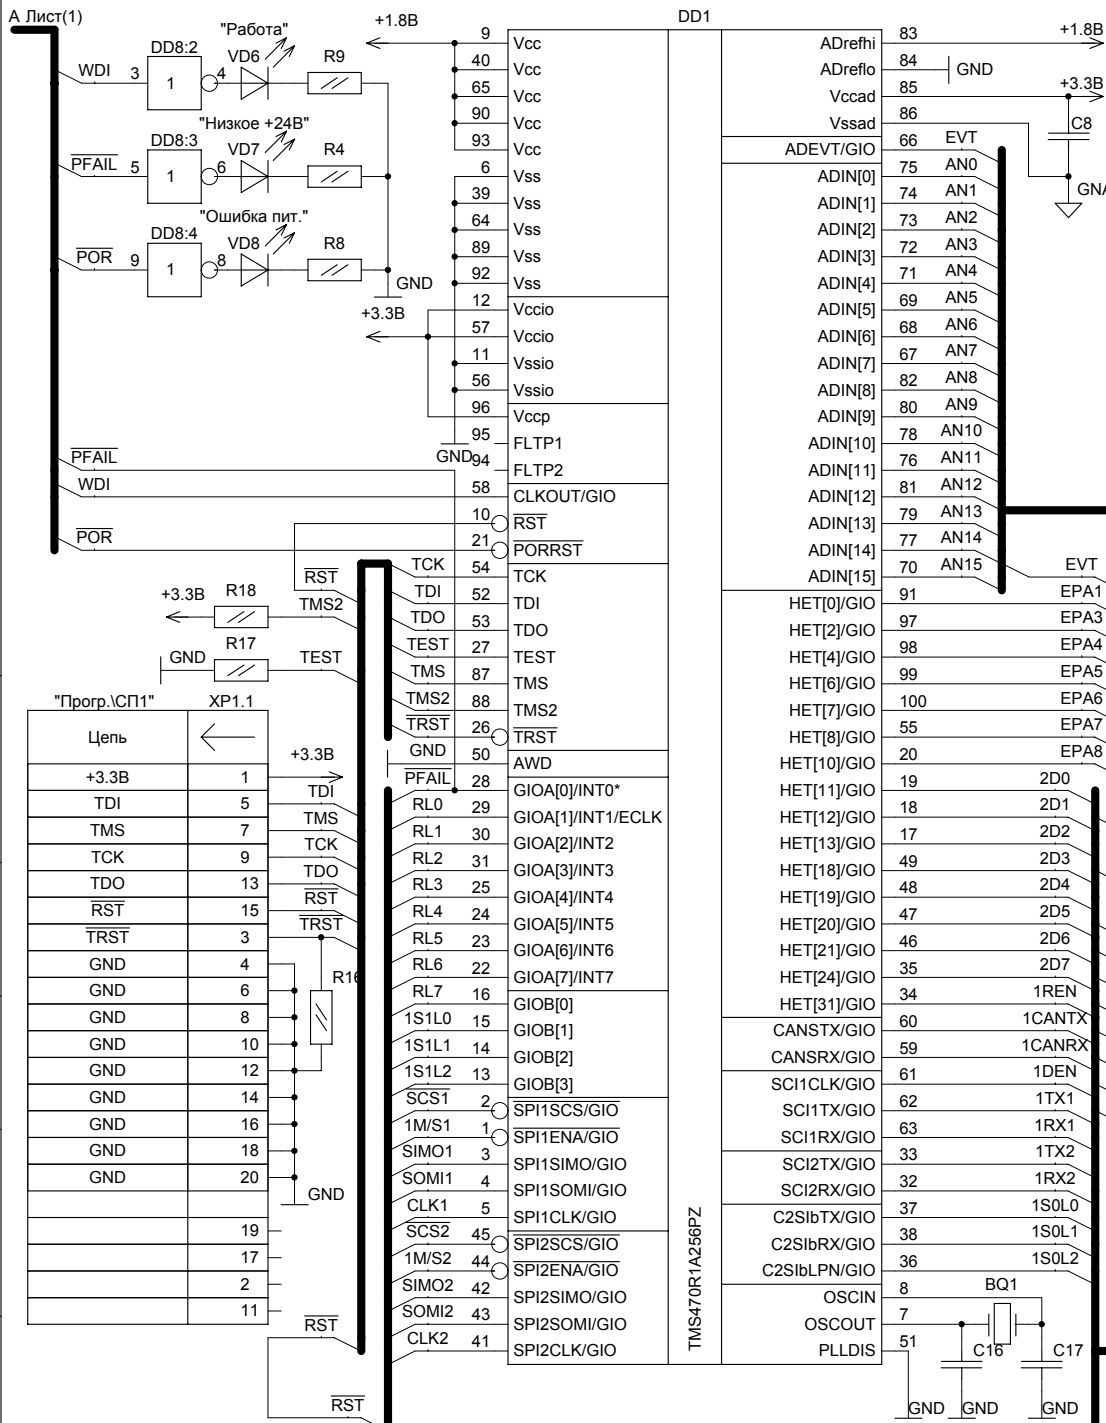 А Лист(1)
WDI 3 DD8:2 1 4 "Работа" VD6 R9
PFAIL 5 DD8:3 1 6 "Низкое +24В" VD7 R4
POR 9 DD8:4 1 8 "Ошибка пит." VD8 R8
GND
+1.8В
+3.3В
GND
PFAIL
WDI
POR
DD1
TMS470R1A256PZ
9 Vcc
40 Vcc
65 Vcc
90 Vcc
93 Vcc
6 Vss
39 Vss
64 Vss
89 Vss
92 Vss
12 Vccio
57 Vccio
11 Vssio
56 Vssio
96 Vccp
95 FLTP1
94 FLTP2
58 CLKOUT/GIO
10 RST
21 PORRST
TCK 54 TCK
TDI 52 TDI
TDO 53 TDO
TEST 27 TEST
TMS 87 TMS
TMS2 88 TMS2
TRST 26 TRST
GND 50 AWD
PFAIL 28 GIOA[0]/INT0*
RL0 29 GIOA[1]/INT1/ECLK
RL1 30 GIOA[2]/INT2
RL2 31 GIOA[3]/INT3
RL3 25 GIOA[4]/INT4
RL4 24 GIOA[5]/INT5
RL5 23 GIOA[6]/INT6
RL6 22 GIOA[7]/INT7
RL7 16 GIOB[0]
1S1L0 15 GIOB[1]
1S1L1 14 GIOB[2]
1S1L2 13 GIOB[3]
SCS1 2 SPI1SCS/GIO
1M/S1 1 SPI1ENA/GIO
SIMO1 3 SPI1SIMO/GIO
SOMI1 4 SPI1SOMI/GIO
CLK1 5 SPI1CLK/GIO
SCS2 45 SPI2SCS/GIO
1M/S2 44 SPI2ENA/GIO
SIMO2 42 SPI2SIMO/GIO
SOMI2 43 SPI2SOMI/GIO
CLK2 41 SPI2CLK/GIO
ADrefhi 83 +1.8В
ADreflo 84 GND
Vccad 85 +3.3В
Vssad 86
C8
GNA
ADEVT/GIO 66 EVT
ADIN[0] 75 AN0
ADIN[1] 74 AN1
ADIN[2] 73 AN2
ADIN[3] 72 AN3
ADIN[4] 71 AN4
ADIN[5] 69 AN5
ADIN[6] 68 AN6
ADIN[7] 67 AN7
ADIN[8] 82 AN8
ADIN[9] 80 AN9
ADIN[10] 78 AN10
ADIN[11] 76 AN11
ADIN[12] 81 AN12
ADIN[13] 79 AN13
ADIN[14] 77 AN14
ADIN[15] 70 AN15
EVT
HET[0]/GIO 91 EPA1
HET[2]/GIO 97 EPA3
HET[4]/GIO 98 EPA4
HET[6]/GIO 99 EPA5
HET[7]/GIO 100 EPA6
HET[8]/GIO 55 EPA7
HET[10]/GIO 20 EPA8
HET[11]/GIO 19 2D0
HET[12]/GIO 18 2D1
HET[13]/GIO 17 2D2
HET[18]/GIO 49 2D3
HET[19]/GIO 48 2D4
HET[20]/GIO 47 2D5
HET[21]/GIO 46 2D6
HET[24]/GIO 35 2D7
HET[31]/GIO 34 1REN
CANSTX/GIO 60 1CANTX
CANSRX/GIO 59 1CANRX
SCI1CLK/GIO 61 1DEN
SCI1TX/GIO 62 1TX1
SCI1RX/GIO 63 1RX1
SCI2TX/GIO 33 1TX2
SCI2RX/GIO 32 1RX2
C2SIbTX/GIO 37 1S0L0
C2SIbRX/GIO 38 1S0L1
C2SIbLPN/GIO 36 1S0L2
OSCIN 8
OSCOUT 7
PLLDIS 51
BQ1
C16 C17
GND GND GND
RST
+3.3В R18 TMS2
GND R17 TEST
"Прогр.\СП1" XP1.1
Цепь
+3.3В 1 +3.3В
TDI 5 TDI
TMS 7 TMS
TCK 9 TCK
TDO 13 TDO
RST 15 RST
TRST 3 TRST
GND 4
GND 6
GND 8
GND 10
GND 12
GND 14
GND 16
GND 18
GND 20
R16
GND
19
17
2
11
RST
RST